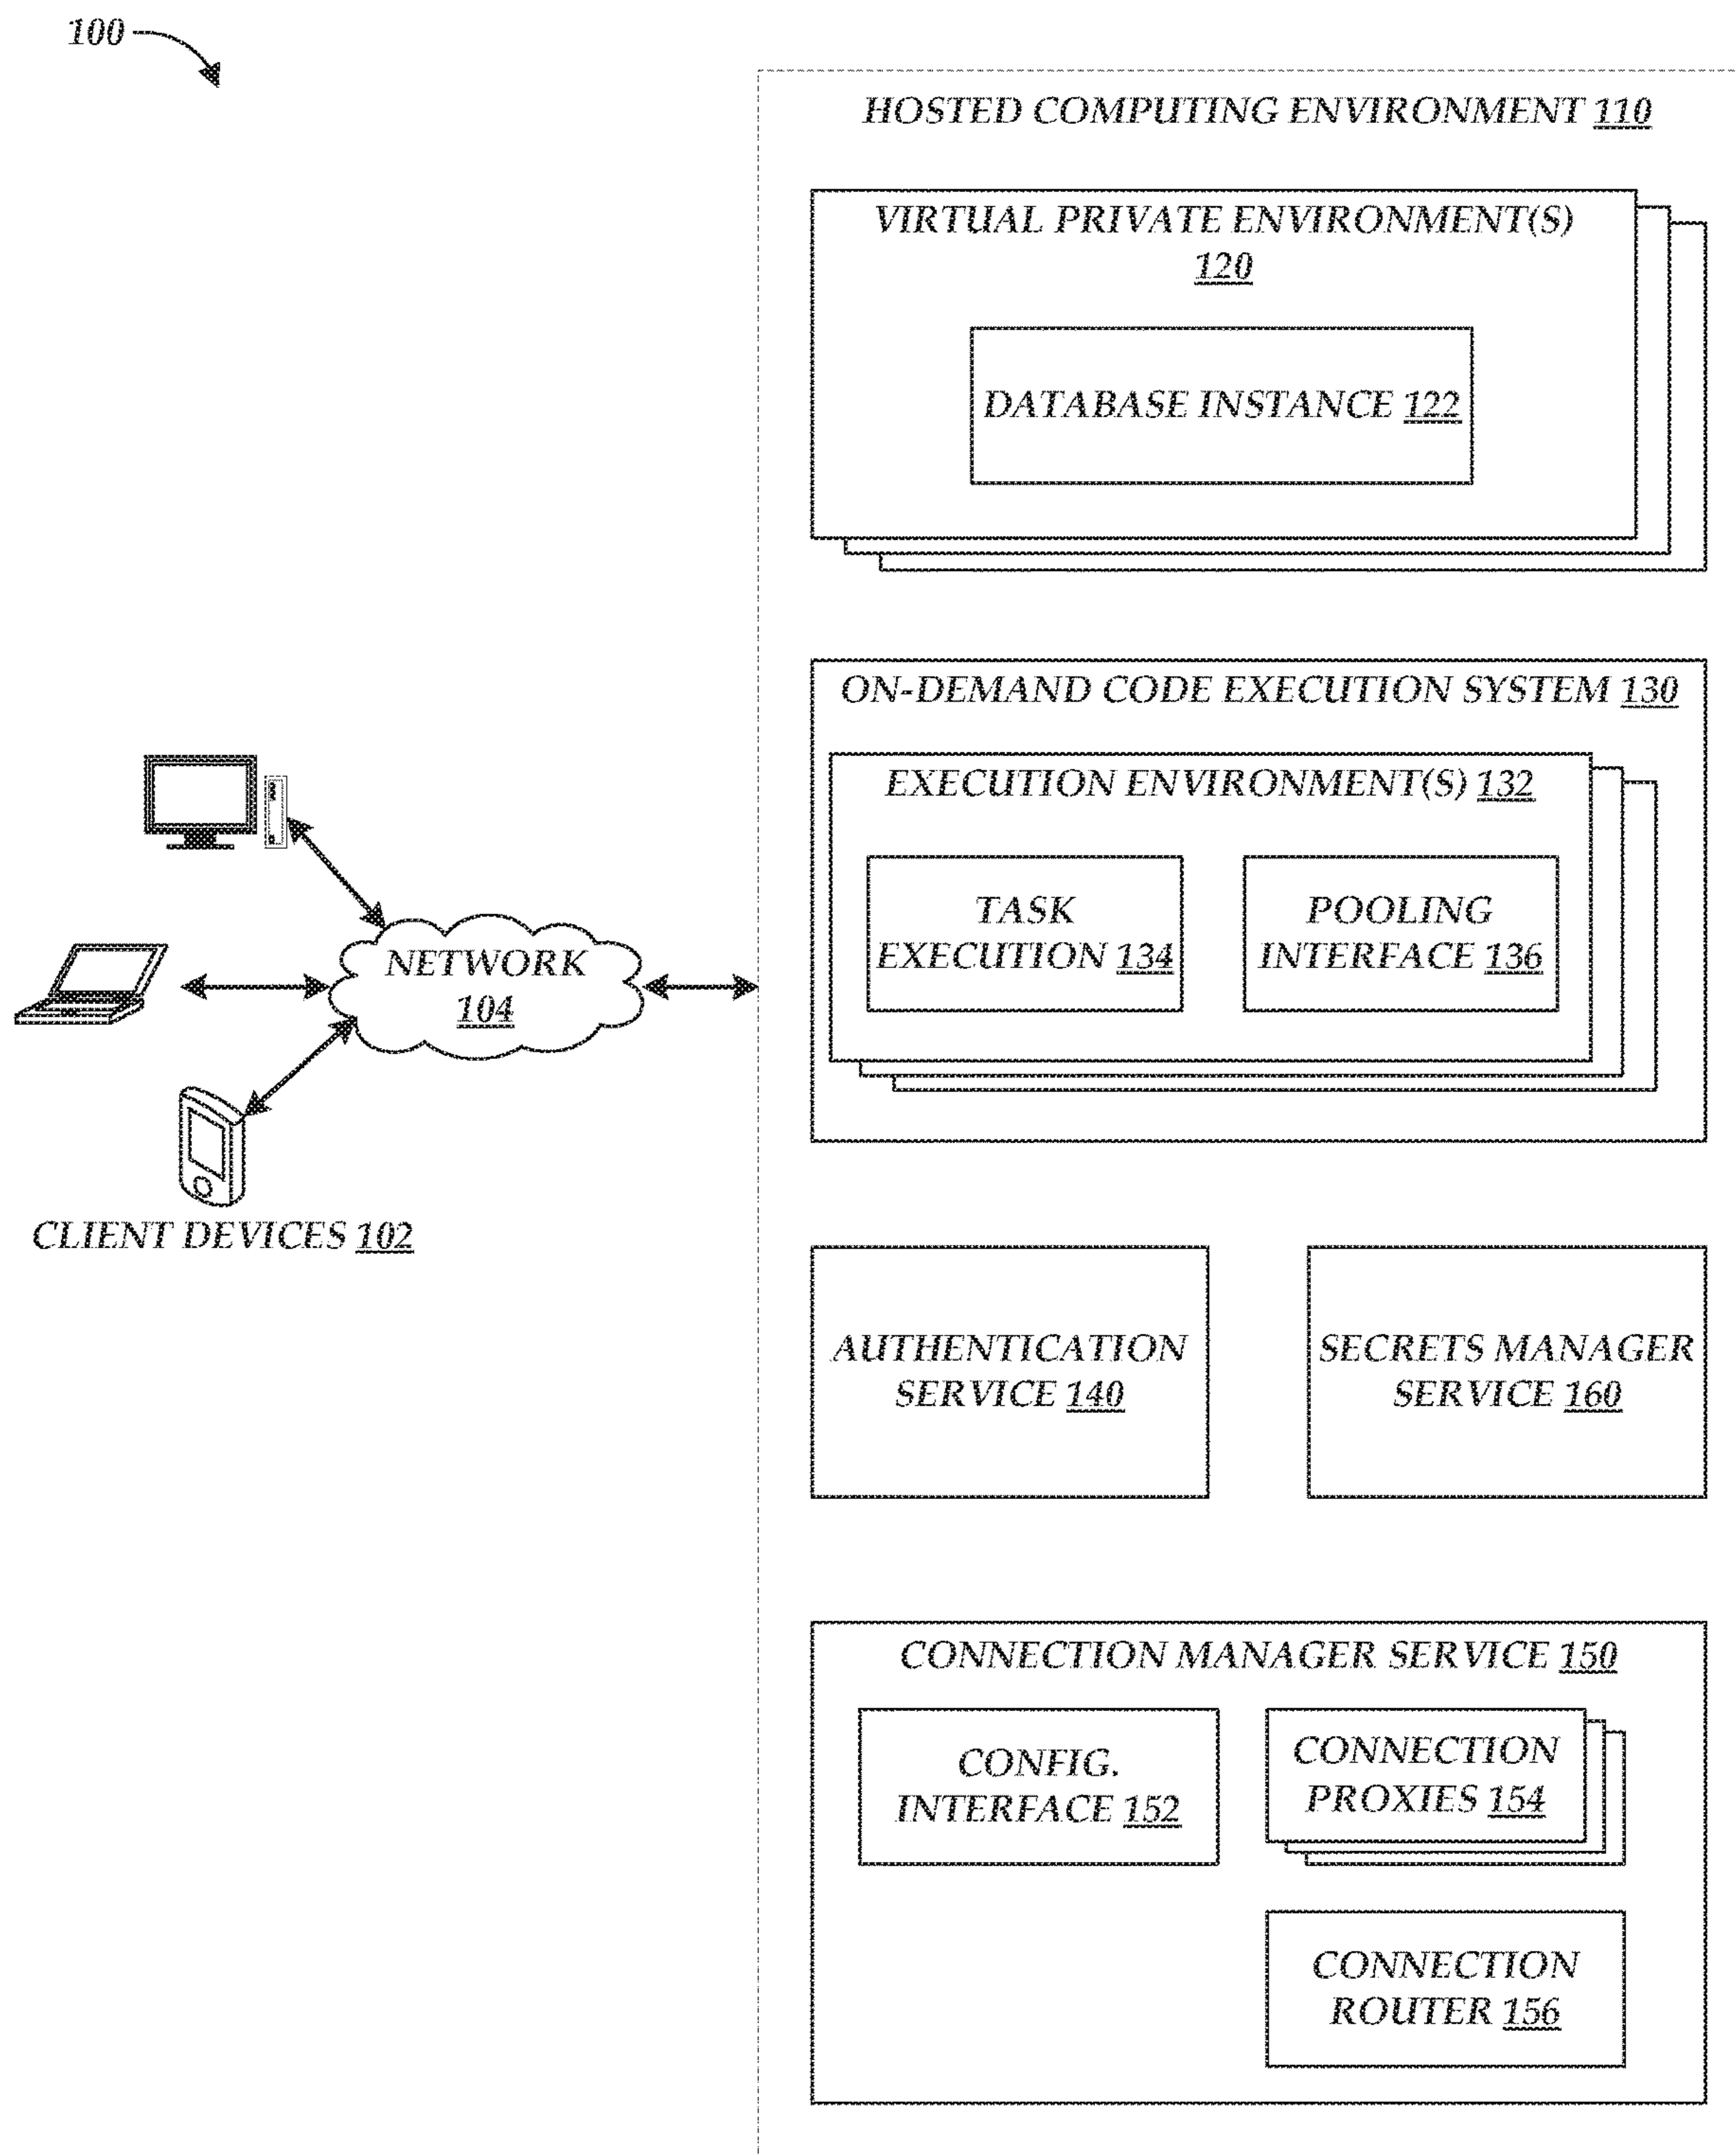 100
HOSTED COMPUTING ENVIRONMENT 110
VIRTUAL PRIVATE ENVIRONMENT(S)
120
DATABASE INSTANCE 122
ON-DEMAND CODE EXECUTION SYSTEM 130
EXECUTION ENVIRONMENT(S) 132
TASK
EXECUTION 134
POOLING
INTERFACE 136
NETWORK
104
CLIENT DEVICES 102
AUTHENTICATION
SERVICE 140
SECRETS MANAGER
SERVICE 160
CONNECTION MANAGER SERVICE 150
CONFIG.
INTERFACE 152
CONNECTION
PROXIES 154
CONNECTION
ROUTER 156